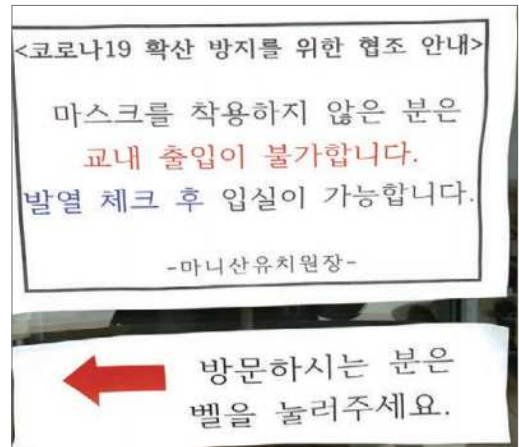 <코로나19 확산 방지를 위한 협조 안내>
마스크를 착용하지 않은 분은
교내 출입이 불가합니다.
발열 체크 후 입실이 가능합니다.
-마니산유치원장-
방문하시는 분은
벨을 눌러주세요.